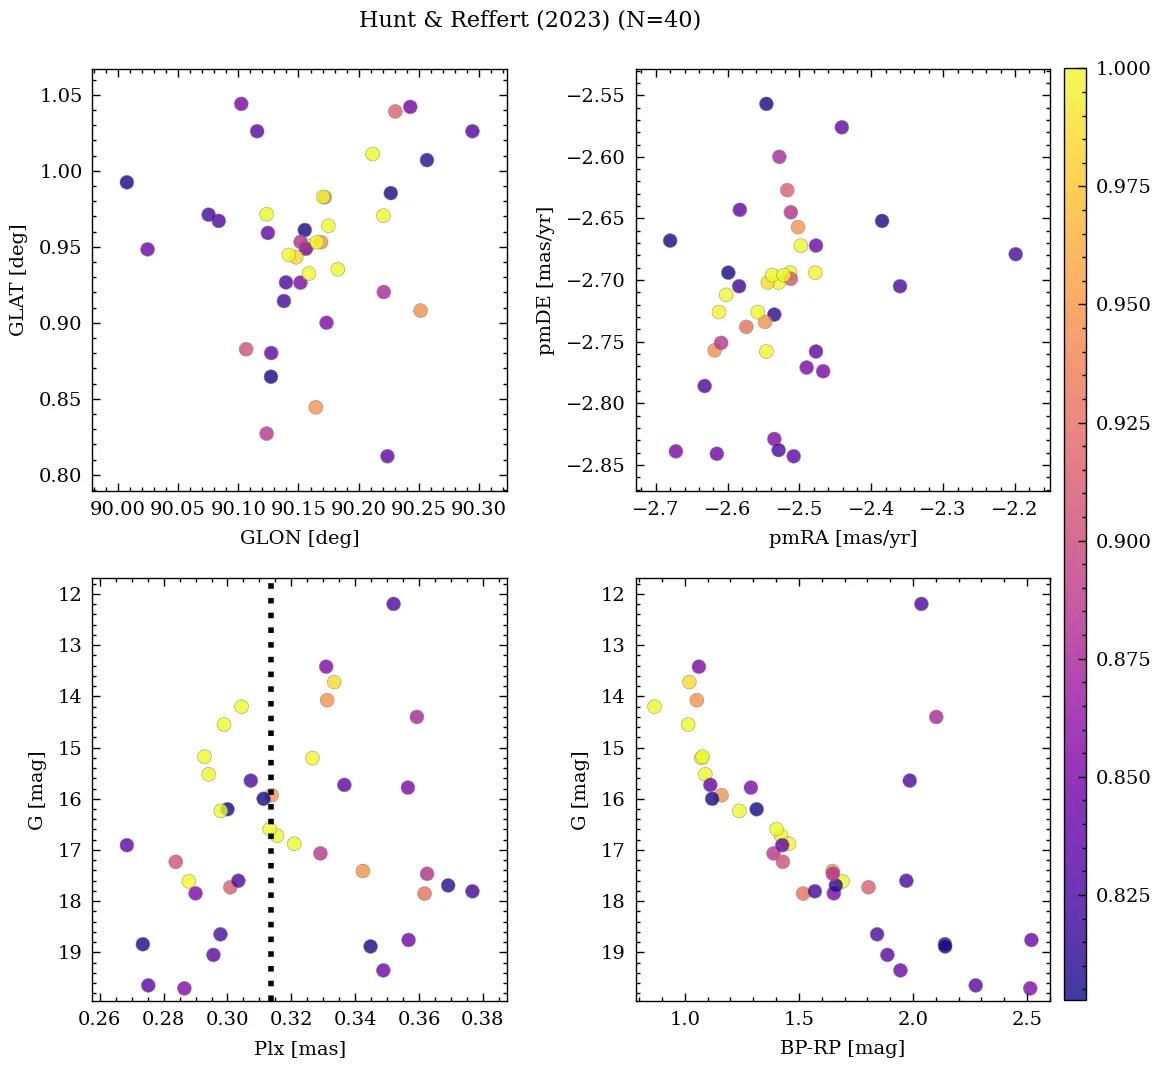 Hunt & Reffert (2023) (N=40)
1.05
1.00
0.95
0.90
0.85
0.80
GLAT [deg]
90.00 90.05 90.10 90.15 90.20 90.25 90.30
GLON [deg]
−2.55
−2.60
−2.65
−2.70
−2.75
−2.80
−2.85
pmDE [mas/yr]
−2.7 −2.6 −2.5 −2.4 −2.3 −2.2
pmRA [mas/yr]
12
13
14
15
16
17
18
19
G [mag]
0.26 0.28 0.30 0.32 0.34 0.36 0.38
Plx [mas]
12
13
14
15
16
17
18
19
G [mag]
1.0 1.5 2.0 2.5
BP-RP [mag]
1.000
0.975
0.950
0.925
0.900
0.875
0.850
0.825